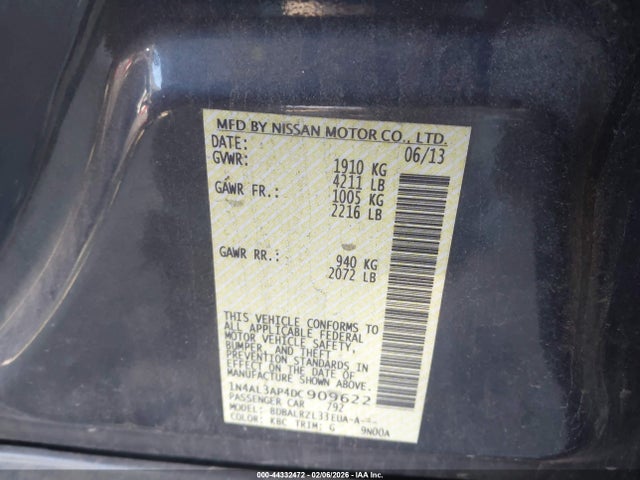 MFD BY NISSAN MOTOR CO., LTD.
DATE: 06/13
GVWR: 1910 KG
4211 LB
GAWR FR.: 1005 KG
2216 LB
GAWR RR.: 940 KG
2072 LB
THIS VEHICLE CONFORMS TO
ALL APPLICABLE FEDERAL
MOTOR VEHICLE SAFETY,
BUMPER, AND THEFT
PREVENTION STANDARDS IN
EFFECT ON THE DATE OF
MANUFACTURE SHOWN ABOVE.
1N4AL3AP4DC909622
PASSENGER CAR 792
MODEL: BDBALRZL33EUA-A---
COLOR: KBC TRIM: G 9N00A
000-44332472 - 02/06/2026 - IAA Inc.